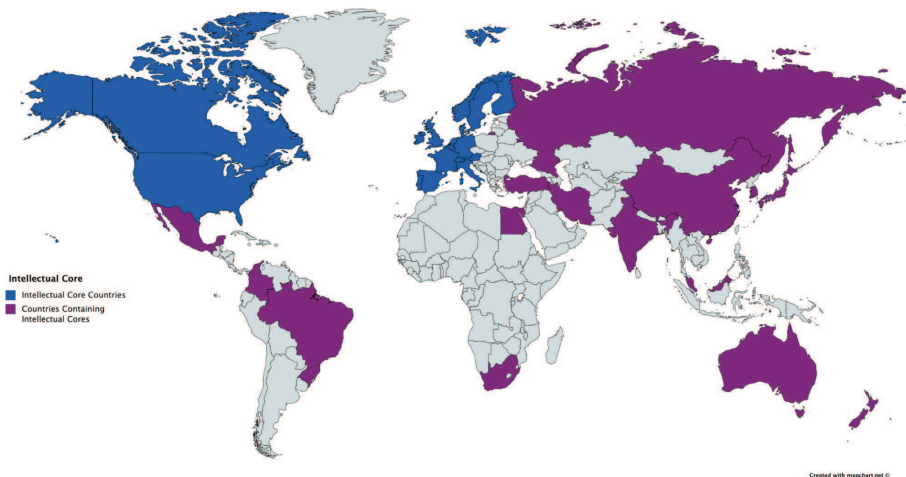 Intellectual Core
Intellectual Core Countries
Countries Containing
Intellectual Cores
Created with mapchart.net ©